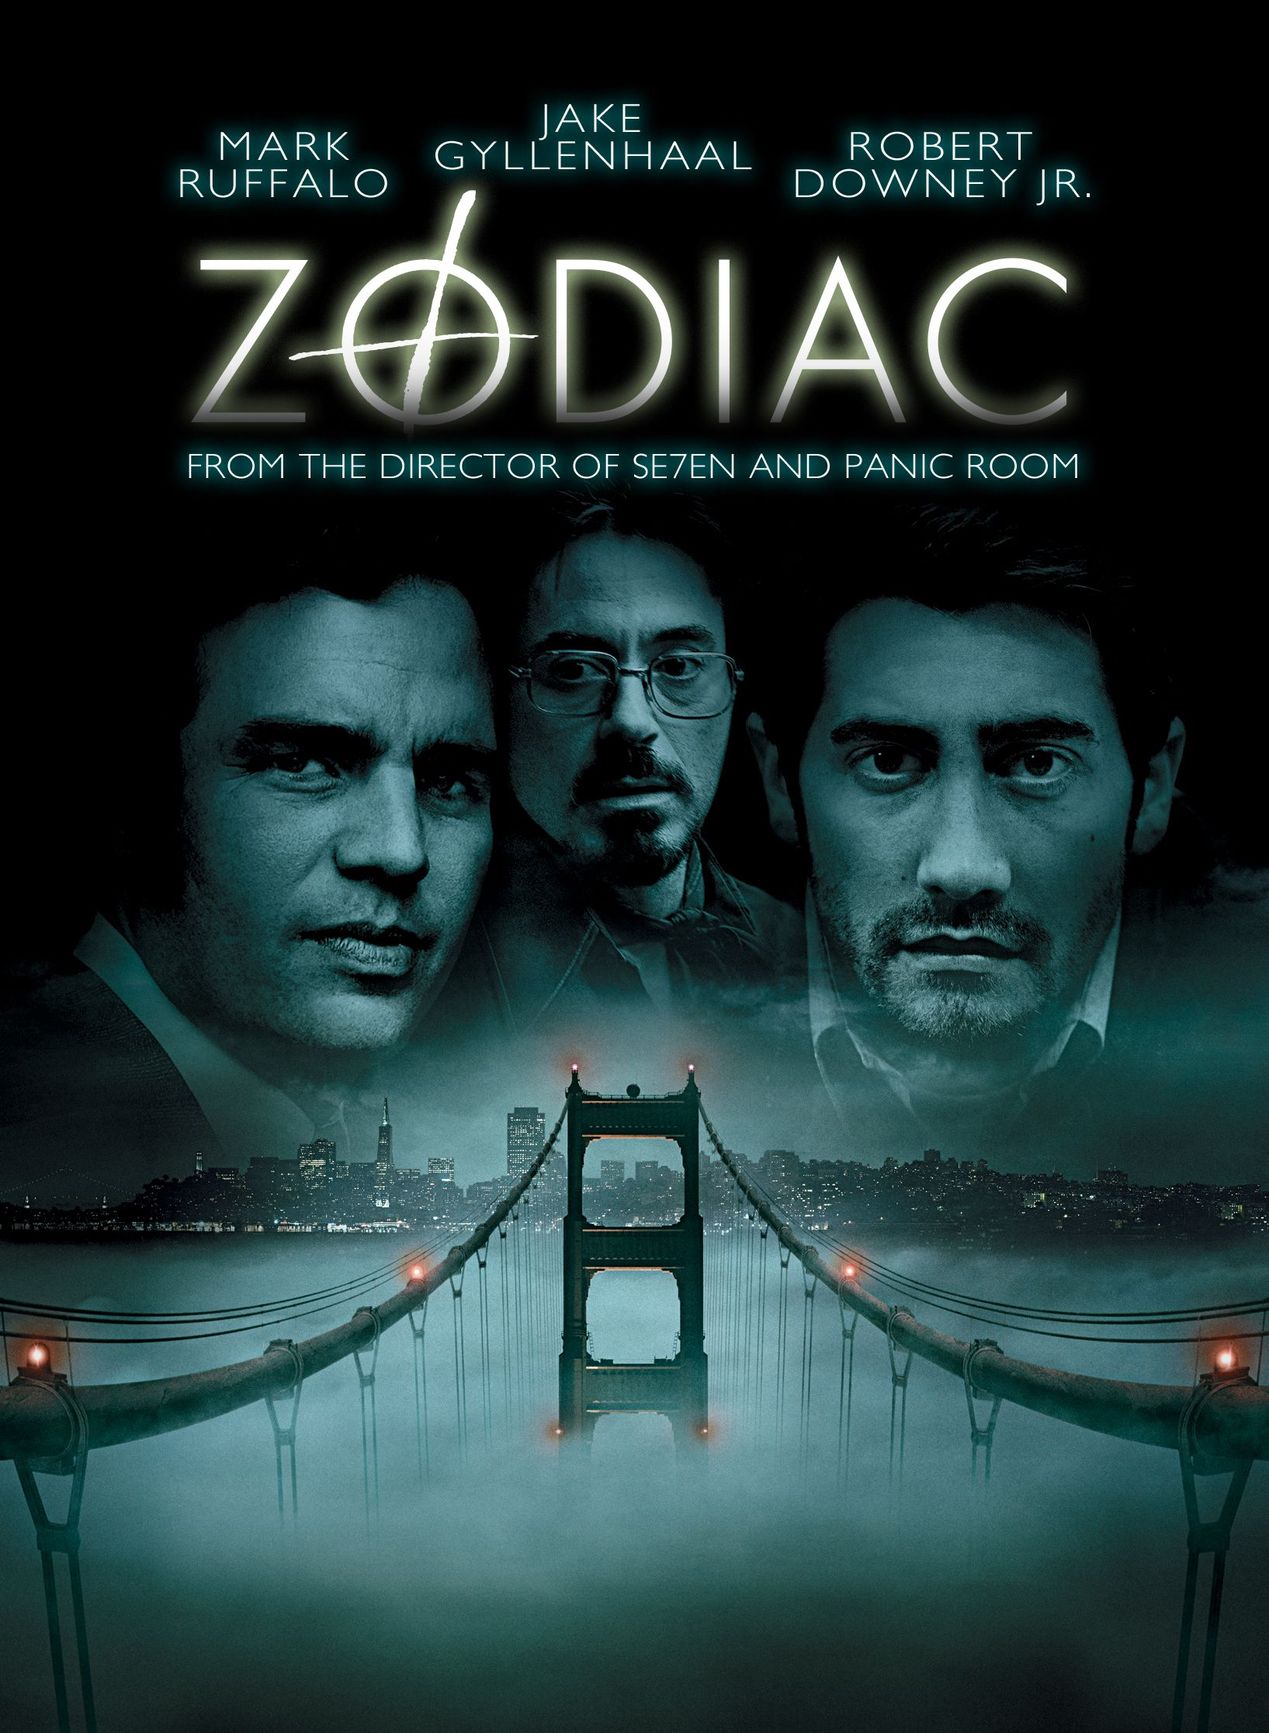 MARK
RUFFALO
JAKE
GYLLENHAAL
ROBERT
DOWNEY JR.
ZODIAC
FROM THE DIRECTOR OF SE7EN AND PANIC ROOM